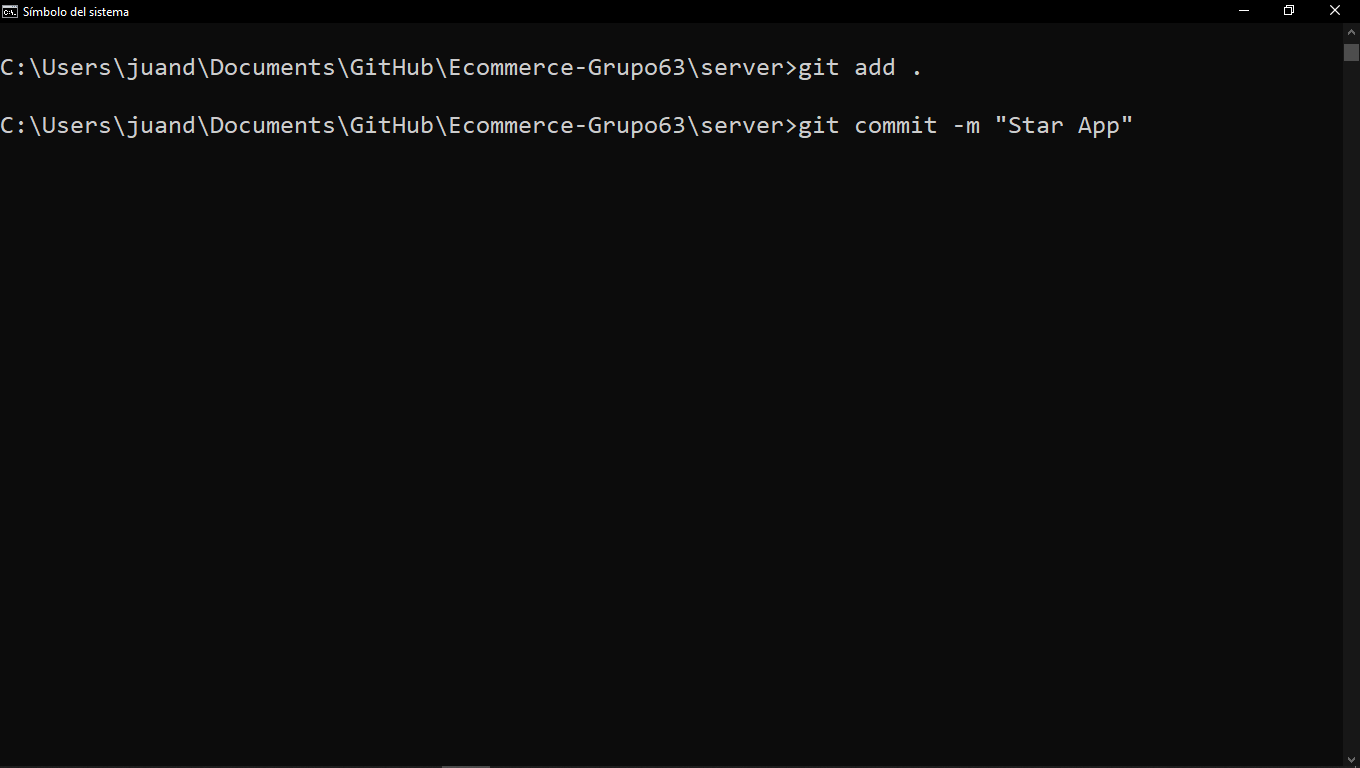 Símbolo del sistema
C:\Users\juand\Documents\GitHub\Ecommerce-Grupo63\server>git add .
C:\Users\juand\Documents\GitHub\Ecommerce-Grupo63\server>git commit -m "Star App"